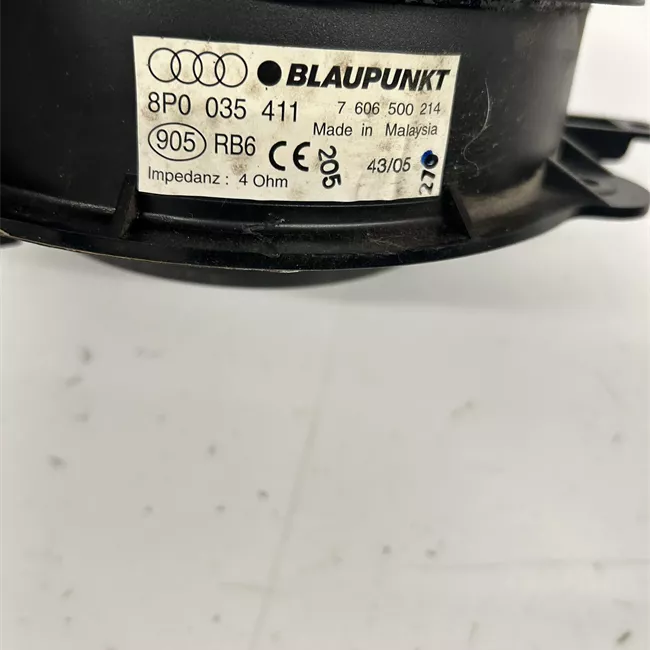 BLAUPUNKT
8P0 035 411 7 606 500 214
Made in Malaysia
905 RB6 CE 205 43/05 270
Impedanz : 4 Ohm